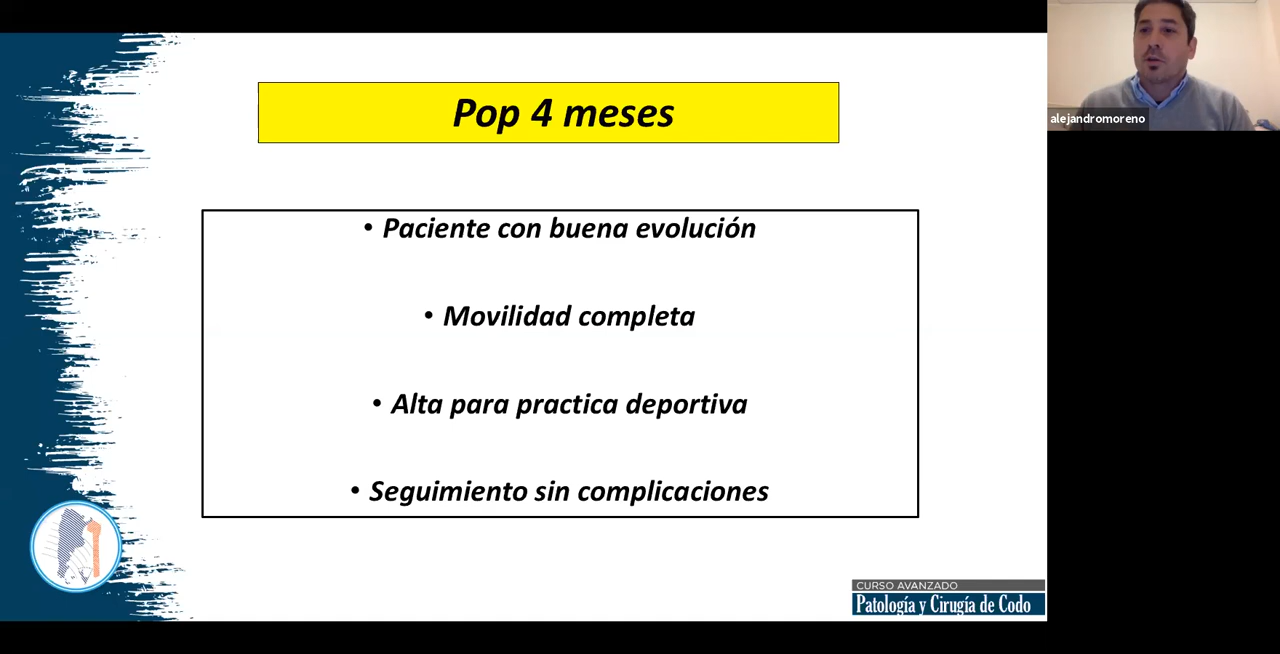 Pop 4 meses
alejandromoreno
• Paciente con buena evolución
• Movilidad completa
• Alta para practica deportiva
• Seguimiento sin complicaciones
CURSO AVANZADO
Patología y Cirugía de Codo